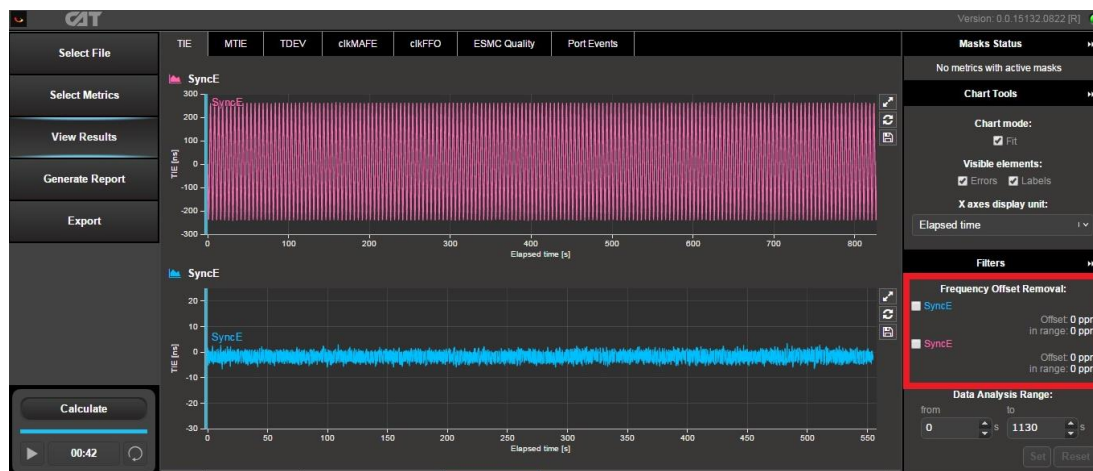 CAT
Version: 0.0.15132.0822 [R]
Select File
Select Metrics
View Results
Generate Report
Export
Calculate
00:42
TIE MTIE TDEV clkMAFE clkFFO ESMC Quality Port Events
SyncE
SyncE
TIE [ns]
300
200
100
0
-100
-200
-300
0 100 200 300 400 500 600 700 800
Elapsed time [s]
SyncE
SyncE
TIE [ns]
20
10
0
-10
-20
-30
0 50 100 150 200 250 300 350 400 450 500 550
Elapsed time [s]
Masks Status
No metrics with active masks
Chart Tools
Chart mode:
Fit
Visible elements:
Errors Labels
X axes display unit:
Elapsed time
Filters
Frequency Offset Removal:
SyncE
Offset: 0 ppm
in range: 0 ppm
SyncE
Offset: 0 ppm
in range: 0 ppm
Data Analysis Range:
from to
0 s 1130 s
Set Reset